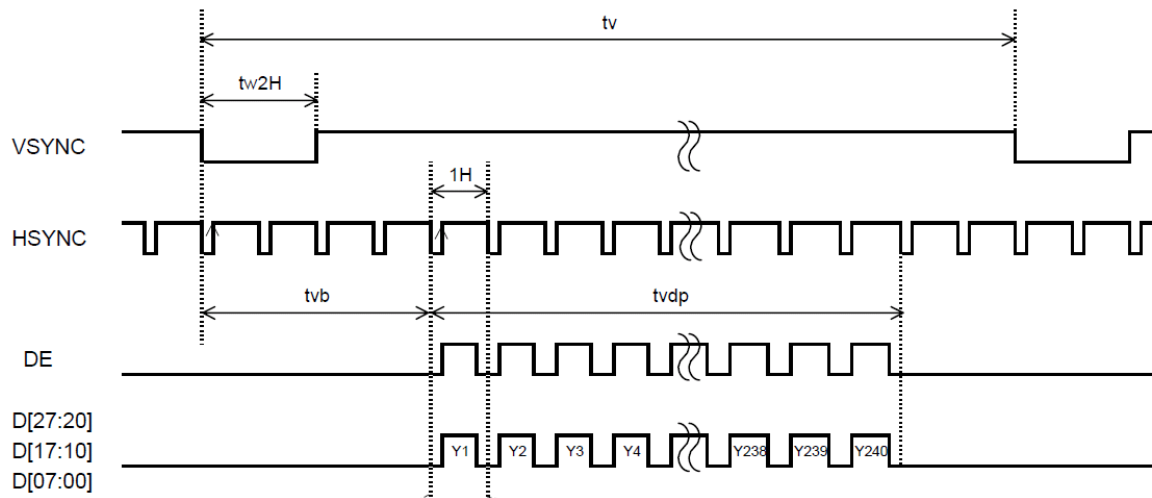 tv
tw2H
VSYNC
1H
HSYNC
tvb
tvdp
DE
D[27:20]
D[17:10]
D[07:00]
Y1 Y2 Y3 Y4 Y238 Y239 Y240